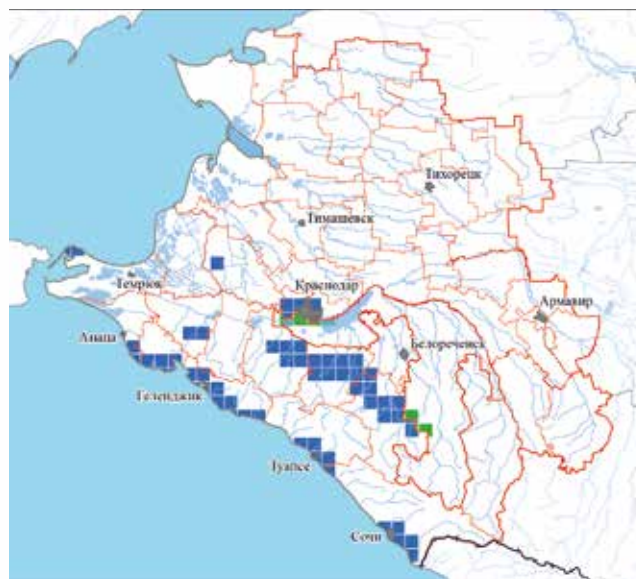 Тихорецк
Тимашевск
Темрюк
Краснодар
Армавир
Анапа
Белореченск
Геленджик
Туапсе
Сочи